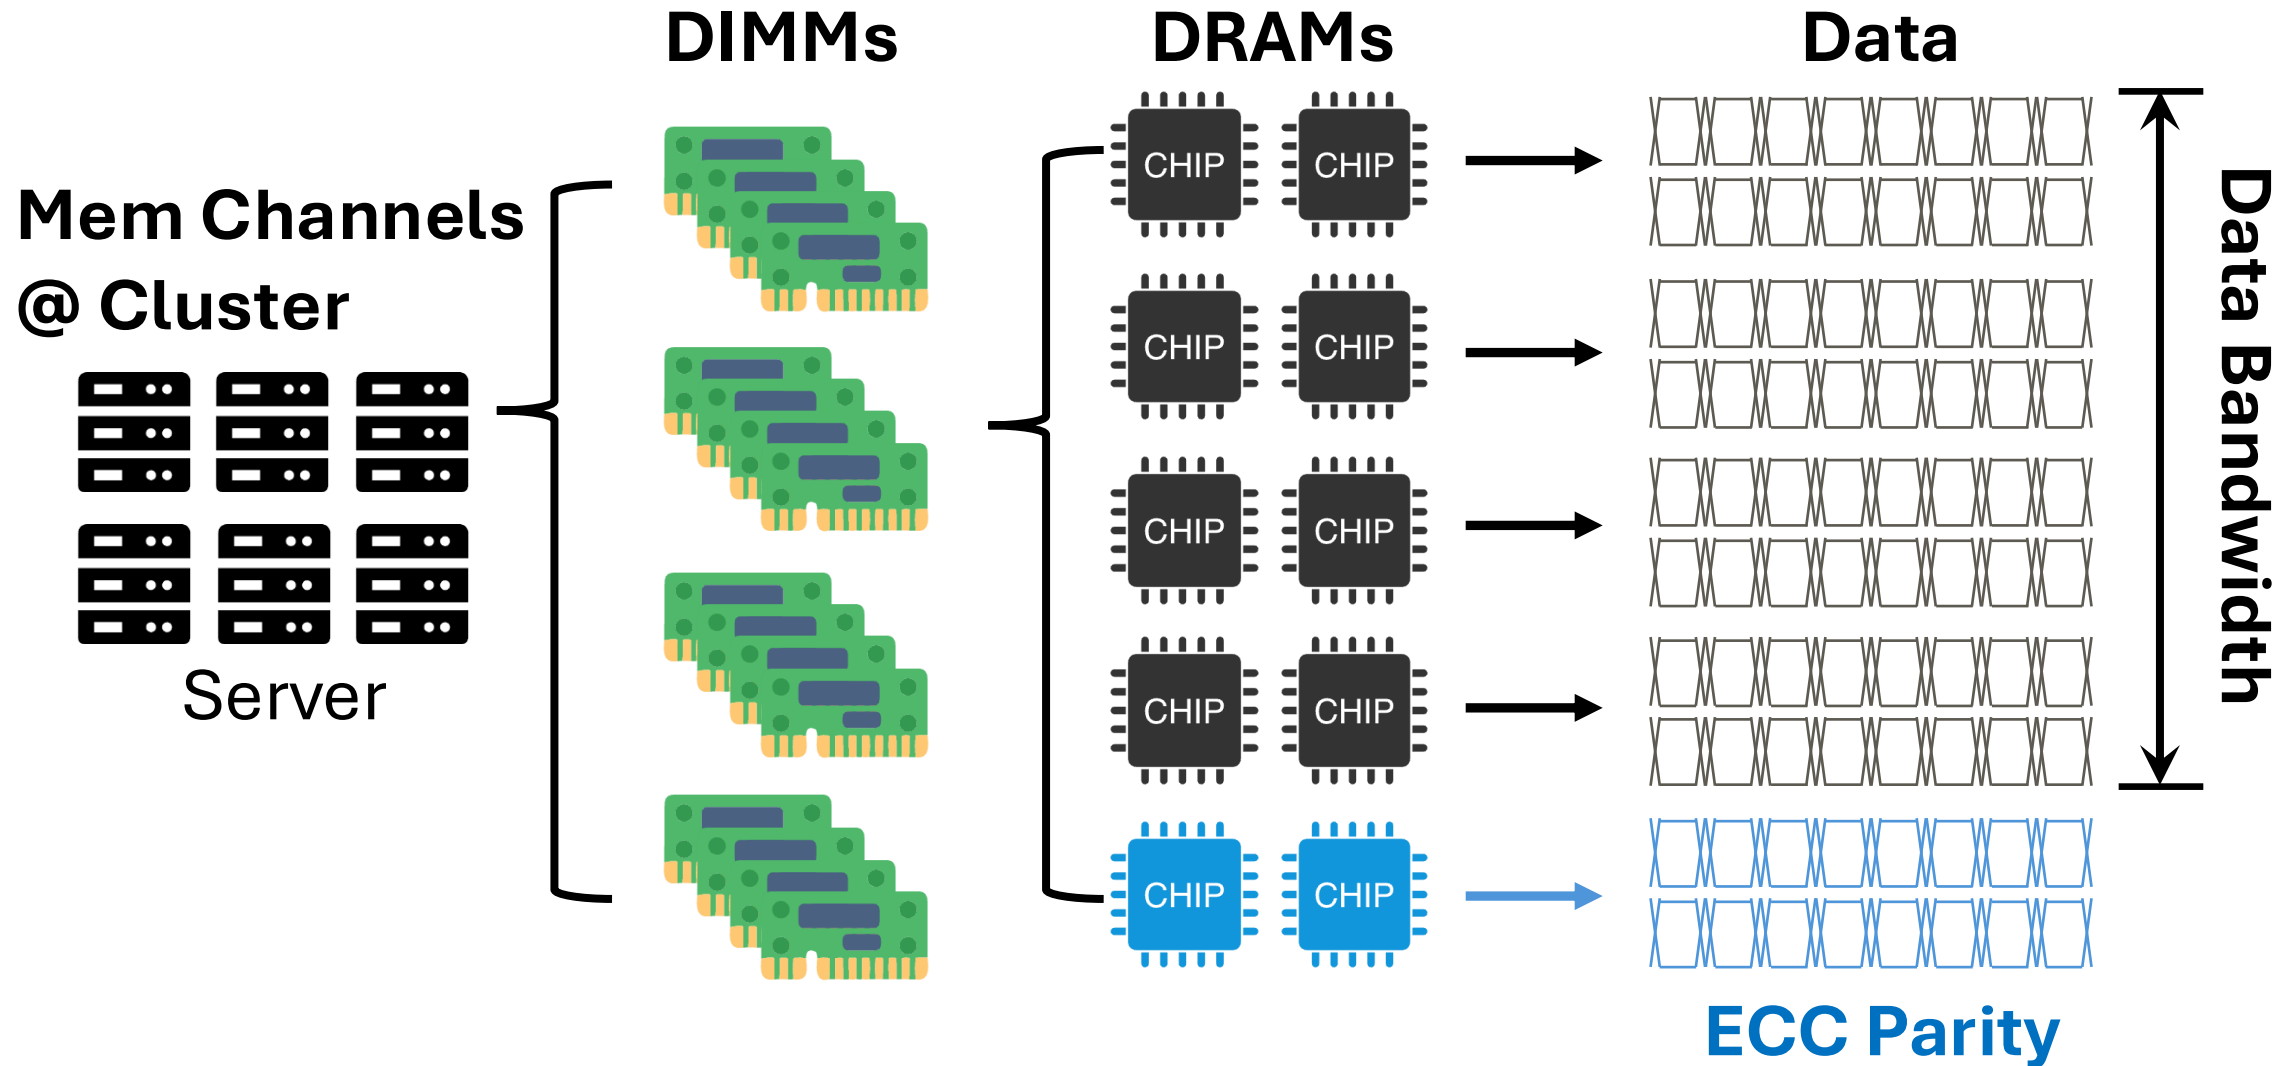 DIMMs
DRAMs
Data
Mem Channels
@ Cluster
Server
CHIP CHIP
CHIP CHIP
CHIP CHIP
CHIP CHIP
CHIP CHIP
Data Bandwidth
ECC Parity